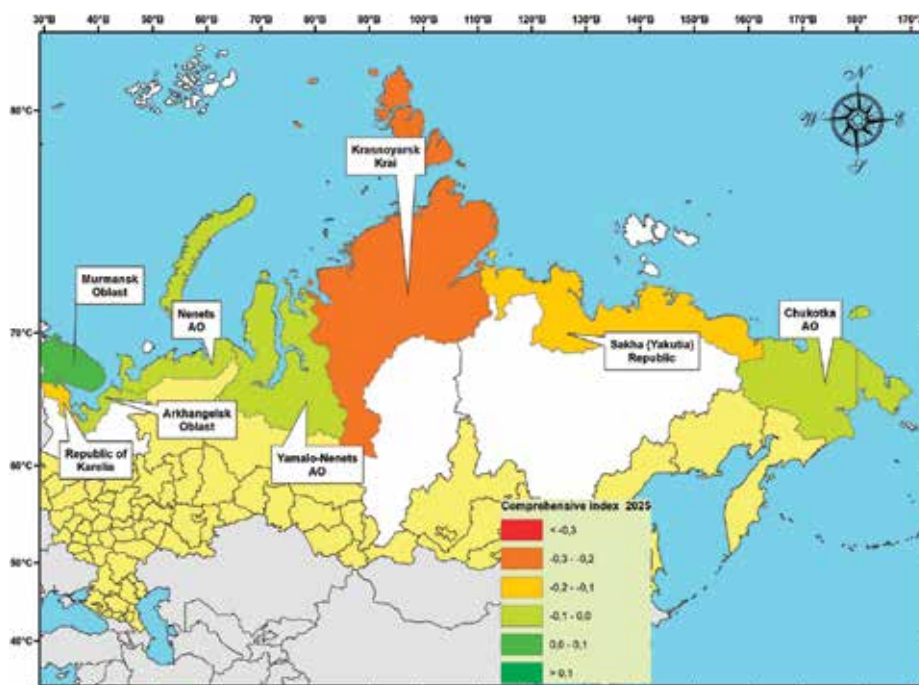 30°B 40° 50° 60° 70° 80° 90° 100° 110° 120° 130° 140° 150° 160° 170° 180° 170°
80°C
70°C
60°C
50°C
40°C
N
S
Krasnoyarsk
Krai
Murmansk
Oblast
Nenets
AO
Chukotka
AO
Sakha (Yakutia)
Republic
Arkhangelsk
Oblast
Republic of
Karelia
Yamalo-Nenets
AO
Comprehensive index 2025
< -0,3
-0.3 - -0,2
-0.2 - -0,1
-0.1 - 0,0
0,0 - 0,1
> 0,1